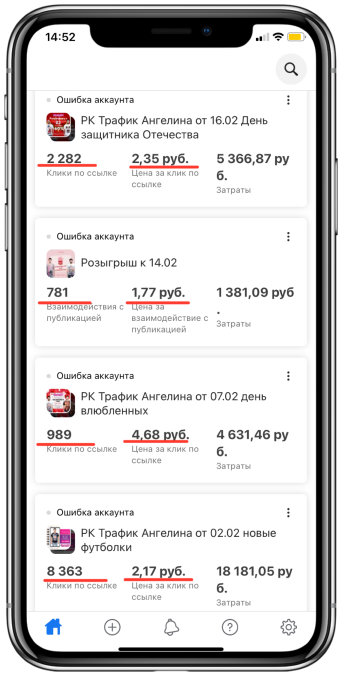 14:52
Ошибка аккаунта
РК Трафик Ангелина от 16.02 День
защитника Отечества
2 282 2,35 руб. 5 366,87 ру
б.
Клики по ссылке Цена за клик по
ссылке
Затраты
Ошибка аккаунта
Розыгрыш к 14.02
781 1,77 руб. 1 381,09 руб
.
Взаимодействия с
публикацией
Цена за
взаимодействие с
публикацией
Затраты
Ошибка аккаунта
РК Трафик Ангелина от 07.02 день
влюбленных
989 4,68 руб. 4 631,46 ру
б.
Клики по ссылке Цена за клик по
ссылке
Затраты
Ошибка аккаунта
РК Трафик Ангелина от 02.02 новые
футболки
8 363 2,17 руб. 18 181,05 ру
б.
Клики по ссылке Цена за клик по
ссылке
Затраты